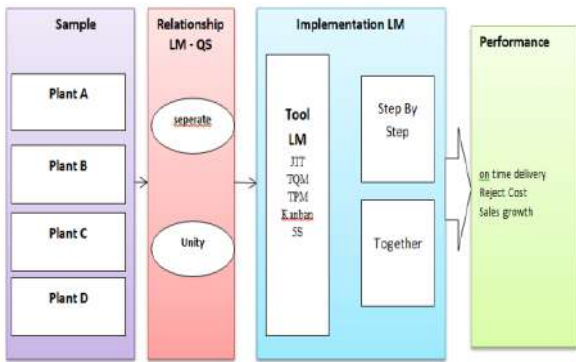 Sample
Plant A
Plant B
Plant C
Plant D
Relationship
LM - QS
seperate
Unity
Implementation LM
Tool
LM
JIT
TQM
TPM
Kanban
5S
Step By
Step
Together
Performance
on time delivery
Reject Cost
Sales growth